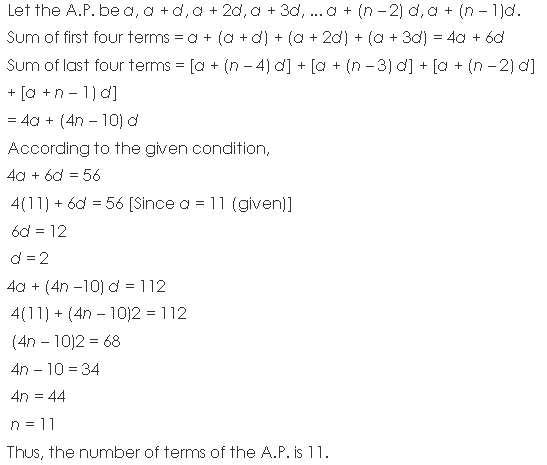 Let the A.P. be a, a + d, a + 2d, a + 3d, ... a + (n – 2) d, a + (n – 1)d.
Sum of first four terms = a + (a + d) + (a + 2d) + (a + 3d) = 4a + 6d
Sum of last four terms = [a + (n – 4) d] + [a + (n – 3) d] + [a + (n – 2) d]
+ [a + n – 1) d]
= 4a + (4n – 10) d
According to the given condition,
4a + 6d = 56
4(11) + 6d = 56 [Since a = 11 (given)]
6d = 12
d = 2
4a + (4n –10) d = 112
4(11) + (4n – 10)2 = 112
(4n – 10)2 = 68
4n – 10 = 34
4n = 44
n = 11
Thus, the number of terms of the A.P. is 11.